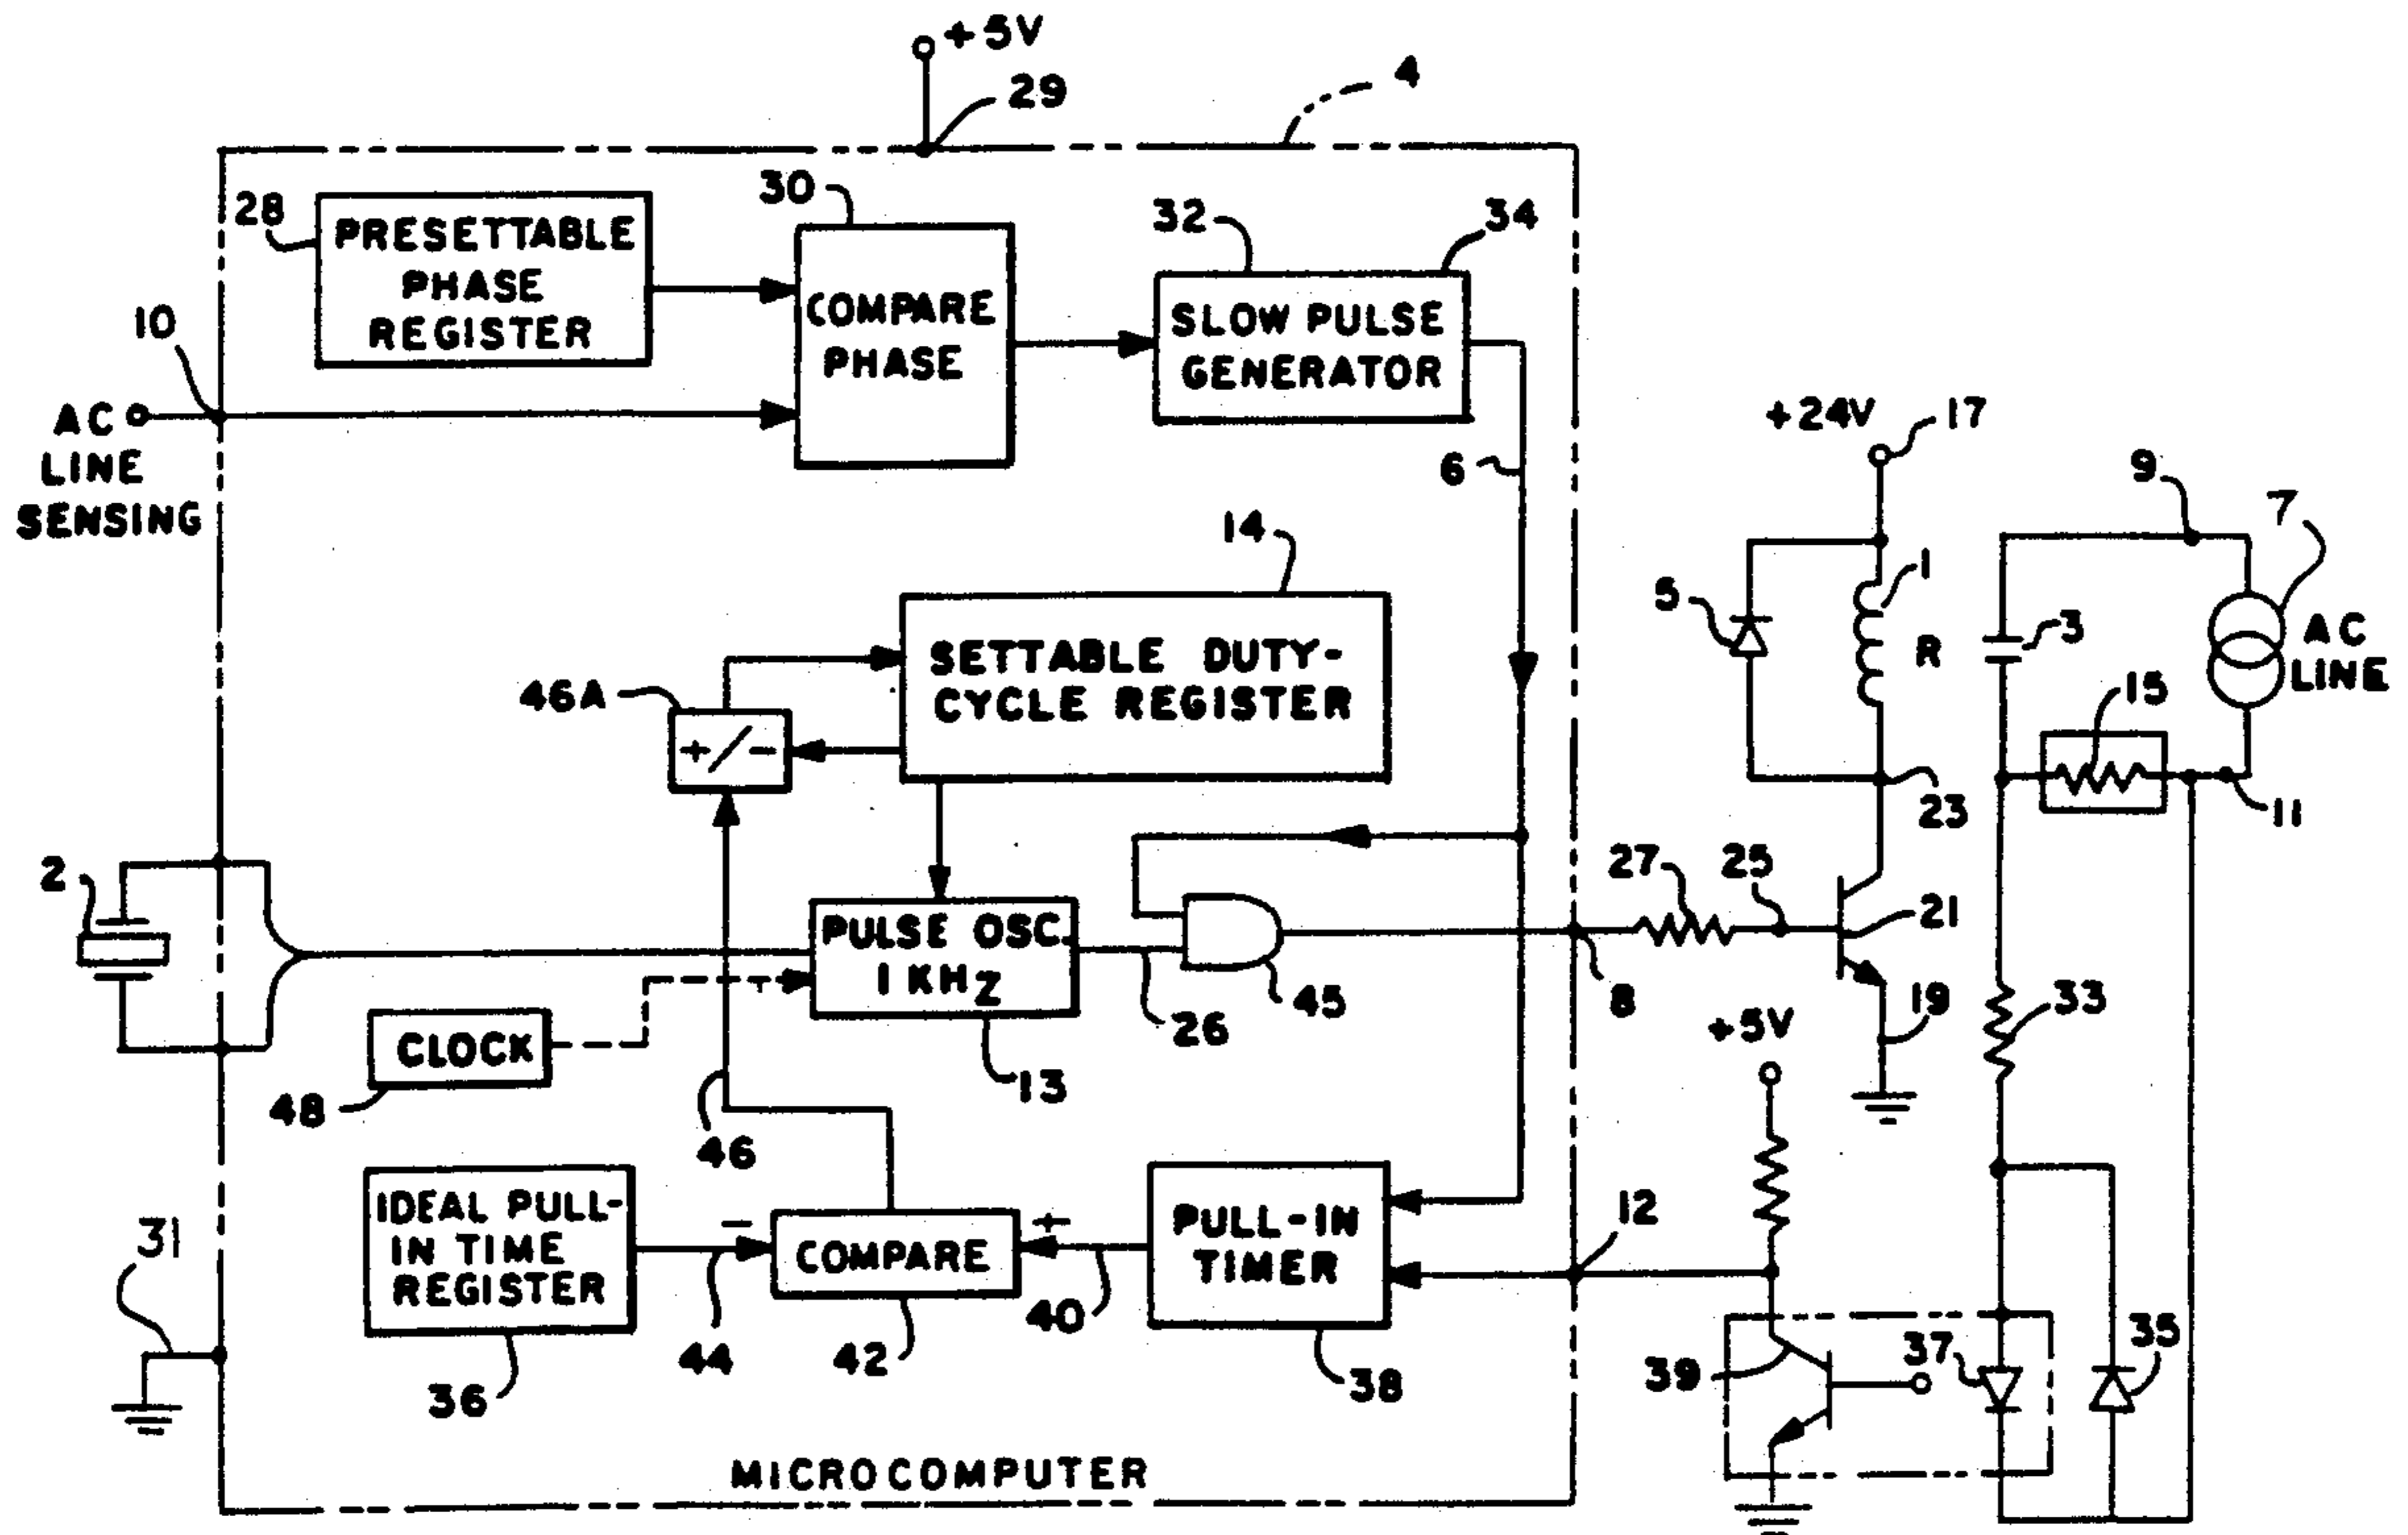 +5V
29
4
28
PRESETTABLE
PHASE
REGISTER
30
COMPARE
PHASE
32
34
SLOW PULSE
GENERATOR
10
AC
LINE
SENSING
6
+24V
17
9
7
AC
LINE
5
1
R
3
15
11
23
14
SETTABLE DUTY-
CYCLE REGISTER
46A
+/-
2
PULSE OSC.
1 KHZ
13
26
45
8
27
25
21
19
33
CLOCK
48
46
+5V
12
IDEAL PULL-
IN TIME
REGISTER
36
-
44
COMPARE
42
+
40
PULL-IN
TIMER
38
31
39
37
35
MICROCOMPUTER